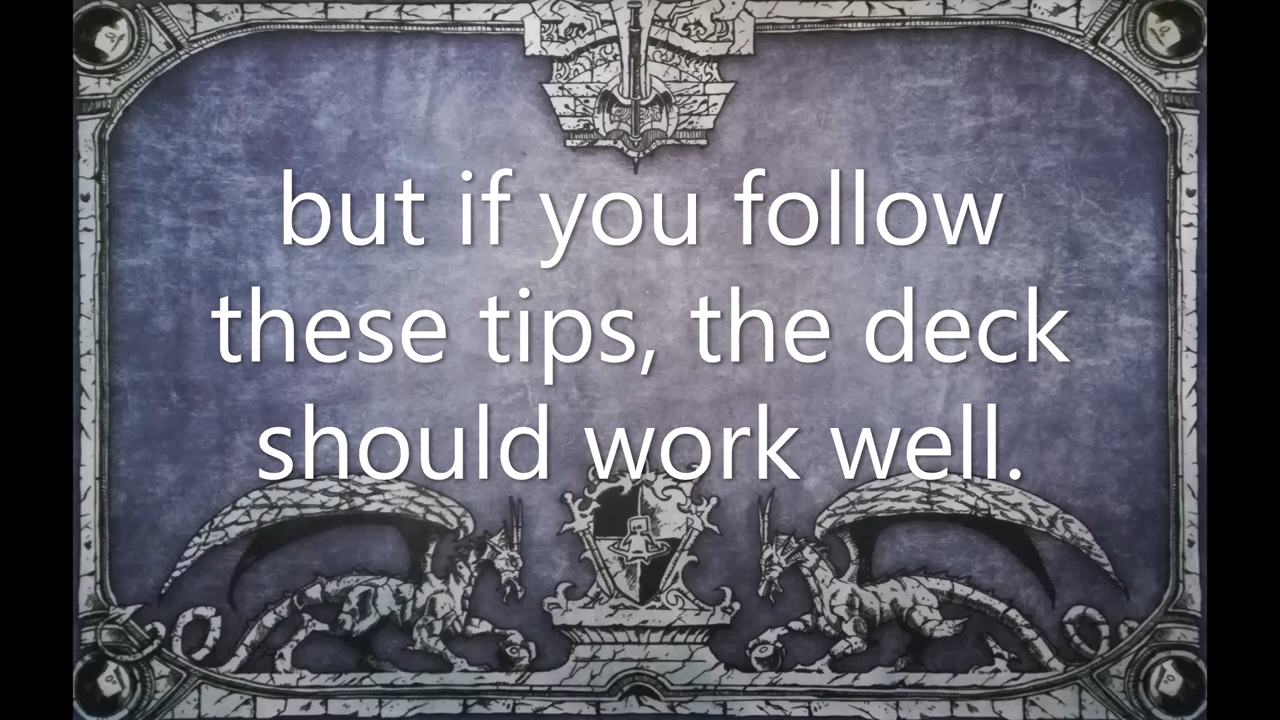 but if you follow
these tips, the deck
should work well.